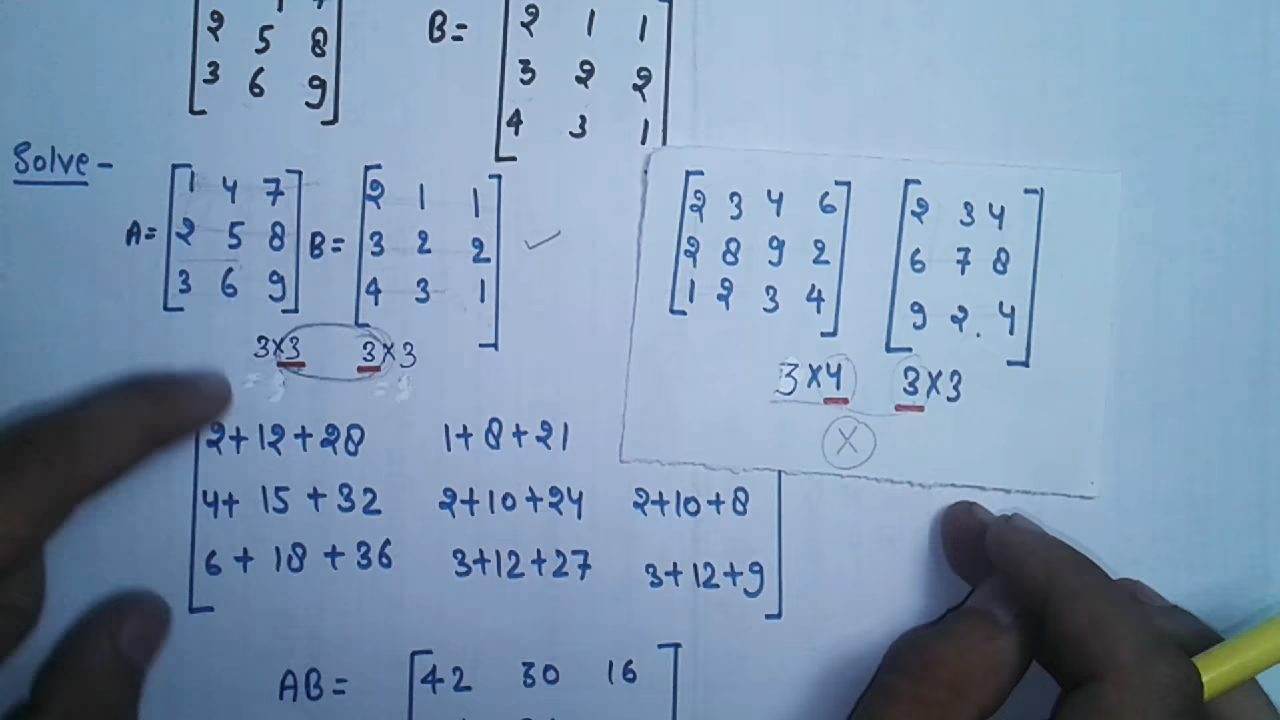 2 5 8
3 6 9
B= 2 1 1
3 2 2
4 3 1
Solve -
A= 1 4 7
2 5 8
3 6 9
B= 2 1 1
3 2 2
4 3 1
3×3 3×3
2 3 4 6
2 8 9 2
1 2 3 4
2 3 4
6 7 8
9 2. 4
3×4 3×3
X
2+12+28 1+8+21
4+ 15+32 2+10+24 2+10+8
6+18+36 3+12+27 3+12+9
AB= 42 30 16